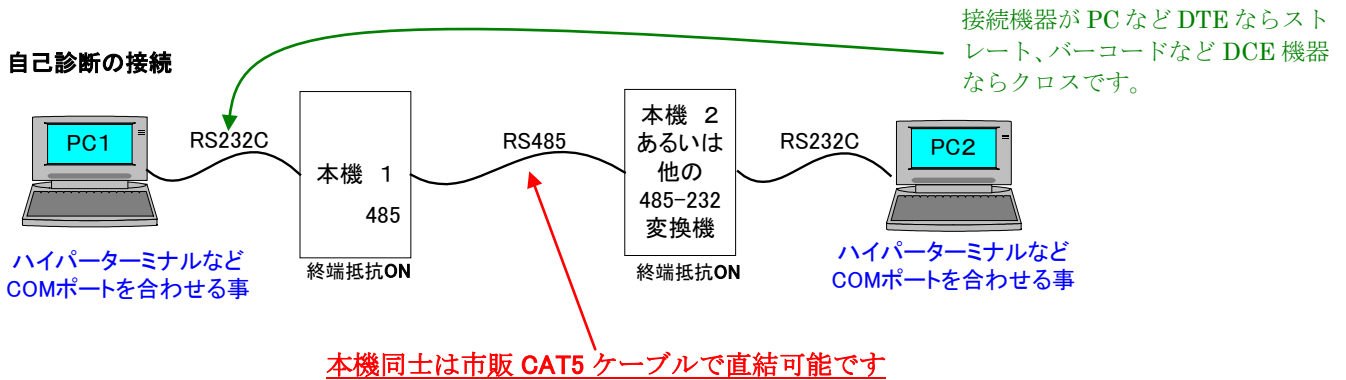 接続機器が PC など DTE ならスト
レート、バーコードなど DCE 機器
ならクロスです。
自己診断の接続
PC1
RS232C
本機 1
485
終端抵抗ON
RS485
本機 2
あるいは
他の
485-232
変換機
終端抵抗ON
RS232C
PC2
ハイパーターミナルなど
COMポートを合わせる事
ハイパーターミナルなど
COMポートを合わせる事
本機同士は市販 CAT5 ケーブルで直結可能です